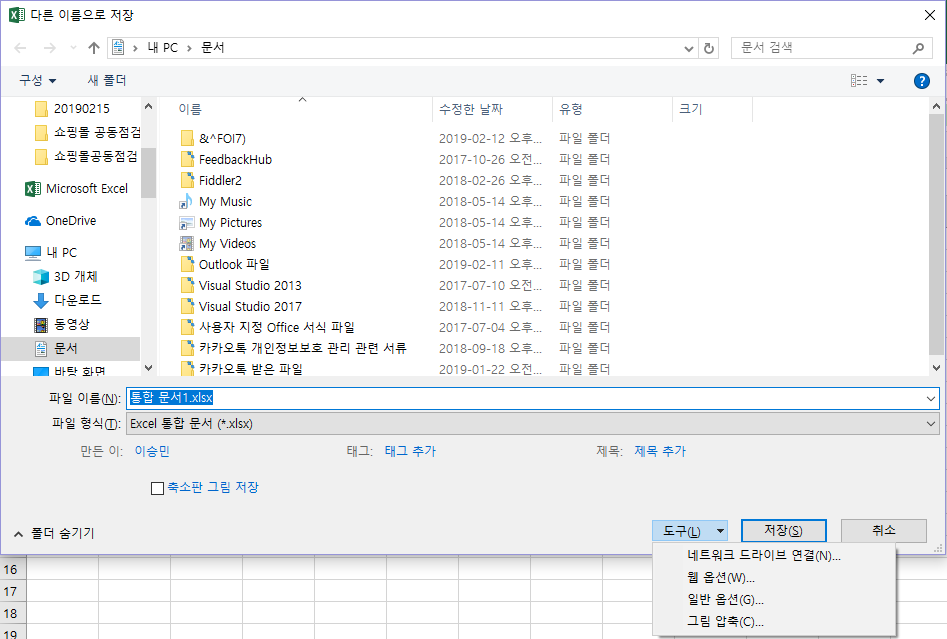 다른 이름으로 저장
내 PC > 문서
문서 검색
구성
새 폴더
20190215
쇼핑몰 공동점검
쇼핑몰공동점검
Microsoft Excel
OneDrive
내 PC
3D 개체
다운로드
동영상
문서
바탕 화면
이름 수정한 날짜 유형 크기
&^FOI7) 2019-02-12 오후... 파일 폴더
FeedbackHub 2017-10-26 오전... 파일 폴더
Fiddler2 2018-02-26 오후... 파일 폴더
My Music 2018-05-14 오후... 파일 폴더
My Pictures 2018-05-14 오후... 파일 폴더
My Videos 2018-05-14 오후... 파일 폴더
Outlook 파일 2019-02-11 오후... 파일 폴더
Visual Studio 2013 2017-07-10 오전... 파일 폴더
Visual Studio 2017 2018-11-11 오후... 파일 폴더
사용자 지정 Office 서식 파일 2017-07-04 오후... 파일 폴더
카카오톡 개인정보보호 관리 관련 서류 2018-09-18 오후... 파일 폴더
카카오톡 받은 파일 2019-01-22 오전... 파일 폴더
파일 이름(N): 통합 문서1.xlsx
파일 형식(T): Excel 통합 문서 (*.xlsx)
만든 이: 이승민 태그: 태그 추가 제목: 제목 추가
축소판 그림 저장
폴더 숨기기
도구(L) 저장(S) 취소
네트워크 드라이브 연결(N)...
웹 옵션(W)...
일반 옵션(G)...
그림 압축(C)...
16
17
18
19